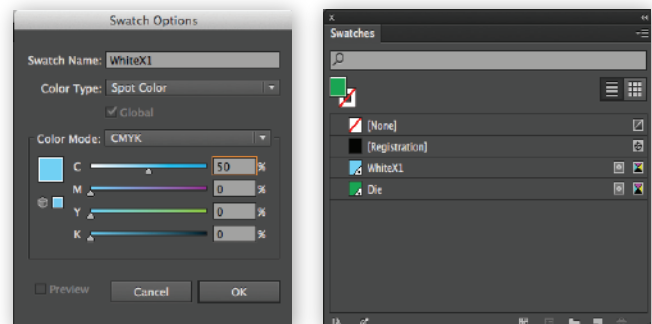 Swatch Options
Swatch Name: WhiteX1
Color Type: Spot Color
Global
Color Mode: CMYK
C 50 %
M 0 %
Y 0 %
K 0 %
Preview Cancel OK
x
Swatches
[None]
[Registration]
WhiteX1
Die